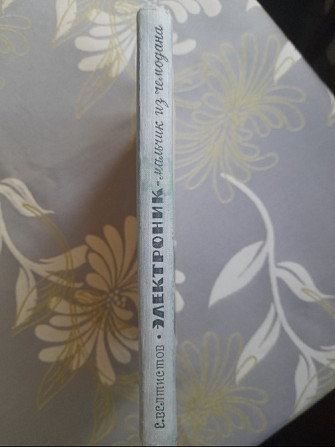 Е. Велтистов • ЭЛЕКТРОНИК - мальчик из чемодана